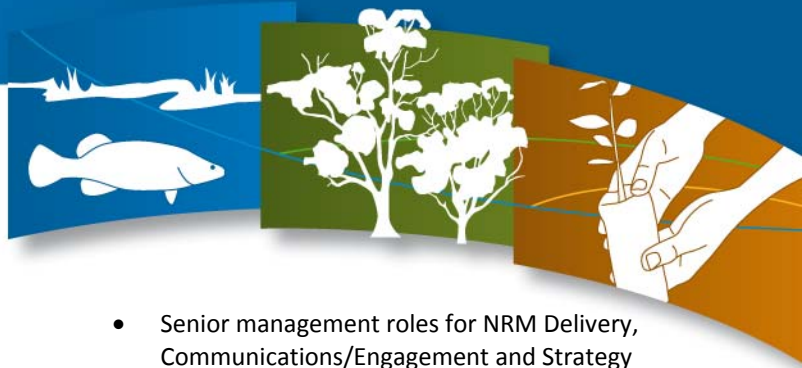 • Senior management roles for NRM Delivery,
Communications/Engagement and Strategy